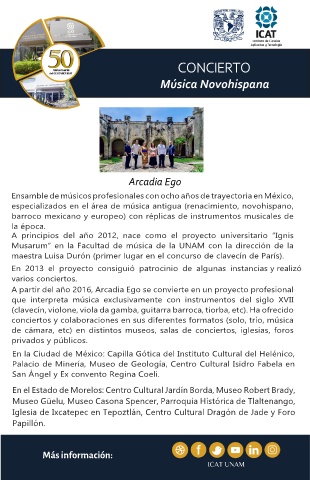 ICAT
Instituto de Ciencias
Aplicadas y Tecnología
50
CONCIERTO
Música Novohispana
Arcadia Ego
Ensamble de músicos profesionales con ocho años de trayectoria en México,
especializados en el área de música antigua (renacimiento, novohispano,
barroco mexicano y europeo) con réplicas de instrumentos musicales de
la época.
A principios del año 2012, nace como el proyecto universitario “Ignis
Musarum” en la Facultad de música de la UNAM con la dirección de la
maestra Luisa Durón (primer lugar en el concurso de clavecín de París).
En 2013 el proyecto consiguió patrocinio de algunas instancias y realizó
varios conciertos.
A partir del año 2016, Arcadia Ego se convierte en un proyecto profesional
que interpreta música exclusivamente con instrumentos del siglo XVII
(clavecín, violone, viola da gamba, guitarra barroca, tiorba, etc). Ha ofrecido
conciertos y colaboraciones en sus diferentes formatos (solo, trío, música
de cámara, etc) en distintos museos, salas de conciertos, iglesias, foros
privados y públicos.
En la Ciudad de México: Capilla Gótica del Instituto Cultural del Helénico,
Palacio de Minería, Museo de Geología, Centro Cultural Isidro Fabela en
San Ángel y Ex convento Regina Coeli.
En el Estado de Morelos: Centro Cultural Jardín Borda, Museo Robert Brady,
Museo Güelu, Museo Casona Spencer, Parroquia Histórica de Tlaltenango,
Iglesia de Ixcatepec en Tepoztlán, Centro Cultural Dragón de Jade y Foro
Papillón.
Más información:
ICAT UNAM